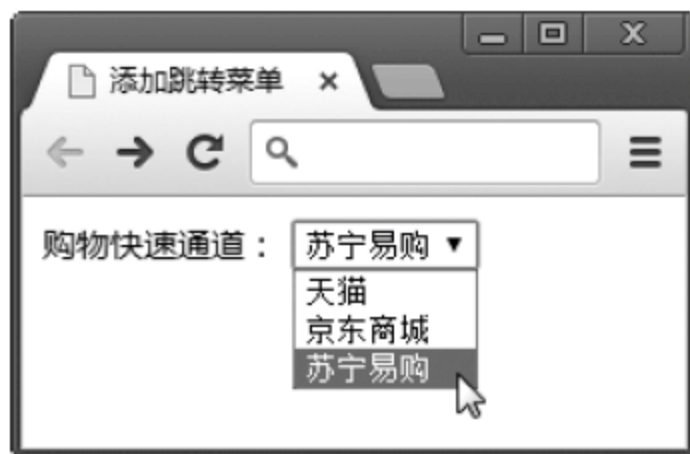 添加跳转菜单
购物快速通道： 苏宁易购
天猫
京东商城
苏宁易购